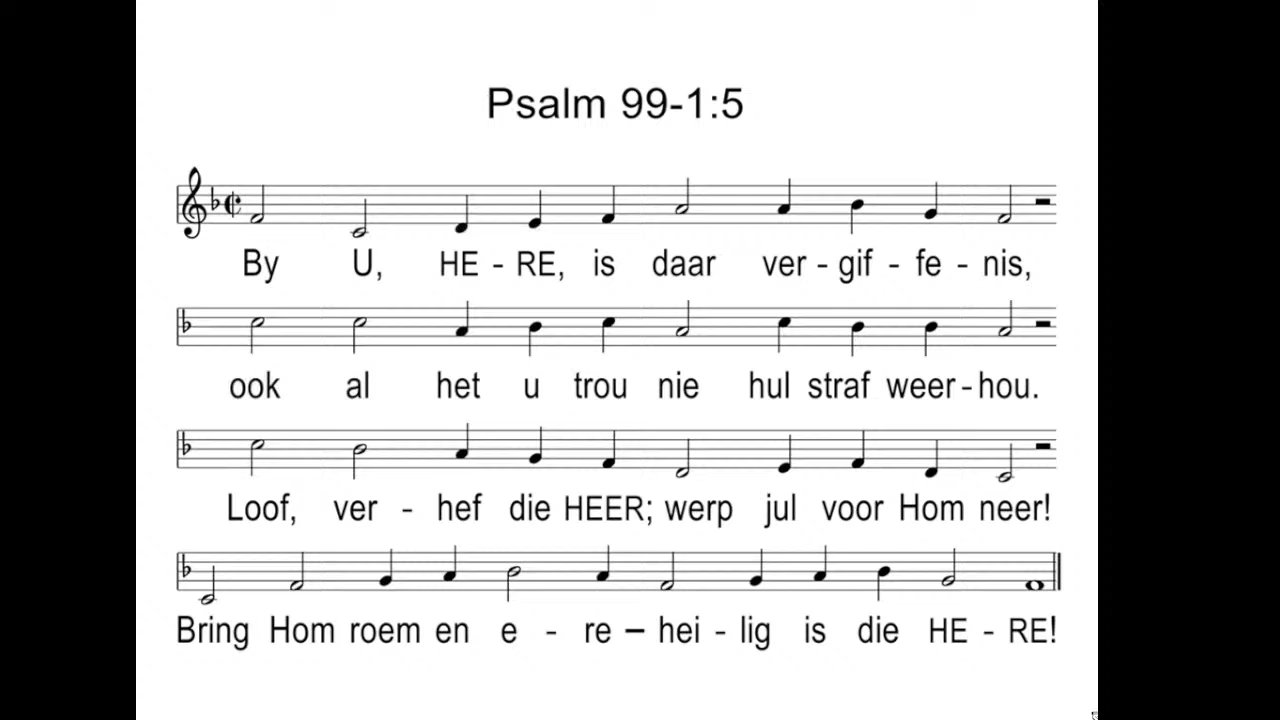 Psalm 99-1:5
By U, HE - RE, is daar ver - gif - fe - nis,
ook al het u trou nie hul straf weer-hou.
Loof, ver - hef die HEER; werp jul voor Hom neer!
Bring Hom roem en e - re – hei - lig is die HE - RE!